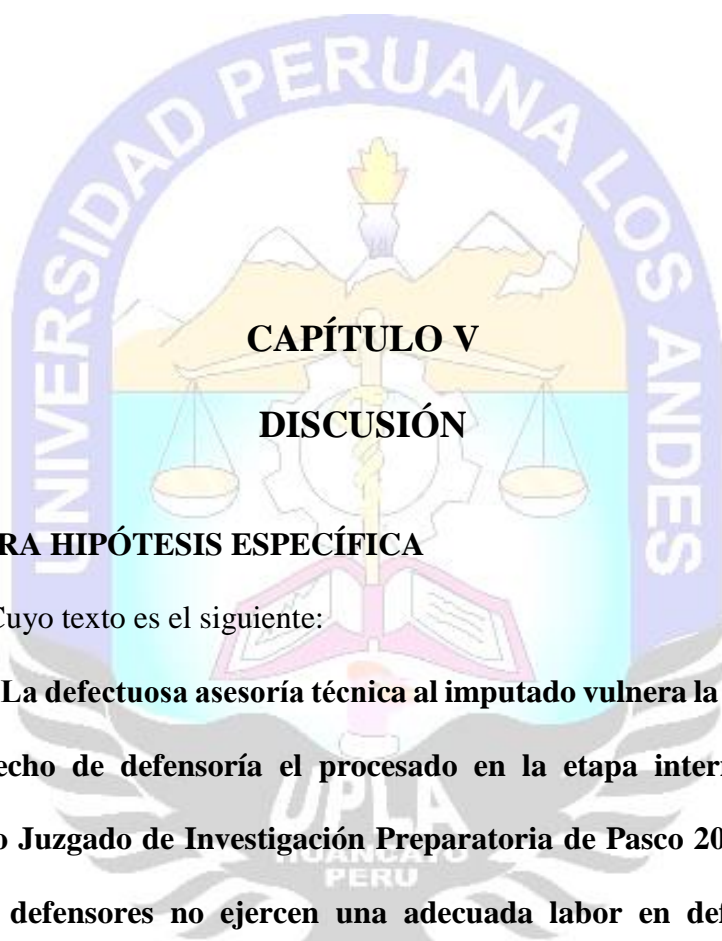 UNIVERSIDAD PERUANA LOS ANDES
CAPÍTULO V
DISCUSIÓN
RA HIPÓTESIS ESPECÍFICA
Cuyo texto es el siguiente:
La defectuosa asesoría técnica al imputado vulnera la
echo de defensoría el procesado en la etapa inter
o Juzgado de Investigación Preparatoria de Pasco 20
UPLA
HUANCAYO
PERU
defensores no ejercen una adecuada labor en def